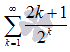 ∞ ∑ k=1 2k+1 / 2^k